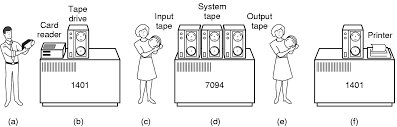 Tape
drive
Card
reader
1401
Input
tape
System
tape
7094
Output
tape
Printer
1401
(a)
(b)
(c)
(d)
(e)
(f)